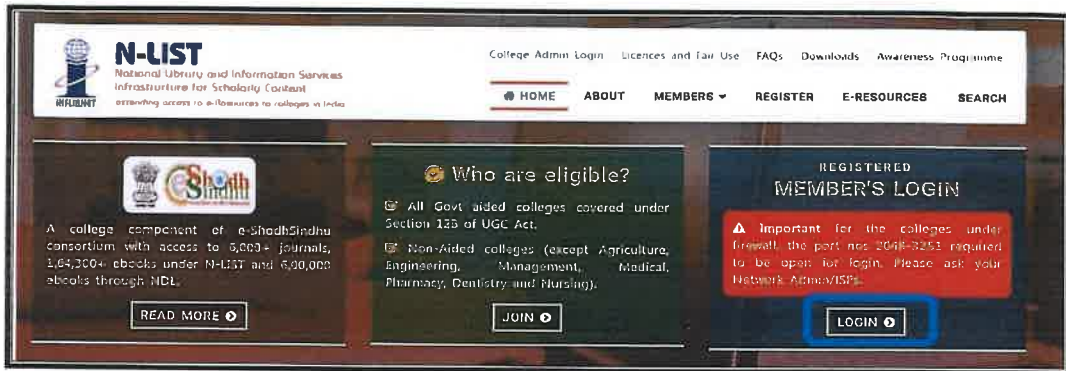 N-LIST
National Library and Information Services
Infrastructure for Scholarly Content
extending access to e-Resources to colleges in India
INFLIBNET
College Admin Login Licences and Fair Use FAQs Downloads Awareness Programme
HOME ABOUT MEMBERS REGISTER E-RESOURCES SEARCH
Shodh
Sindhu
A college component of e-ShodhSindhu
consortium with access to 6,000+ journals,
1,64,300+ ebooks under N-LIST and 6,00,000
ebooks through NDL.
READ MORE
Who are eligible?
All Govt aided colleges covered under
Section 12B of UGC Act.
Non-Aided colleges (except Agriculture,
Engineering, Management, Medical,
Pharmacy, Dentistry and Nursing).
JOIN
REGISTERED
MEMBER'S LOGIN
Important for the colleges under
firewall, the port nos 2048-3253 required
to be open for login. Please ask your
Network Admin/ISPs.
LOGIN